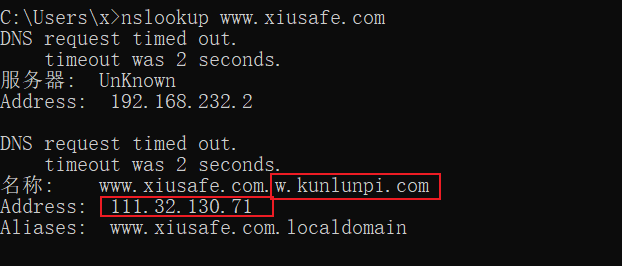 C:\Users\x>nslookup www.xiusafe.com
DNS request timed out.
    timeout was 2 seconds.
服务器:  UnKnown
Address:  192.168.232.2

DNS request timed out.
    timeout was 2 seconds.
名称:    www.xiusafe.com.w.kunlunpi.com
Address:  111.32.130.71
Aliases:  www.xiusafe.com.localdomain